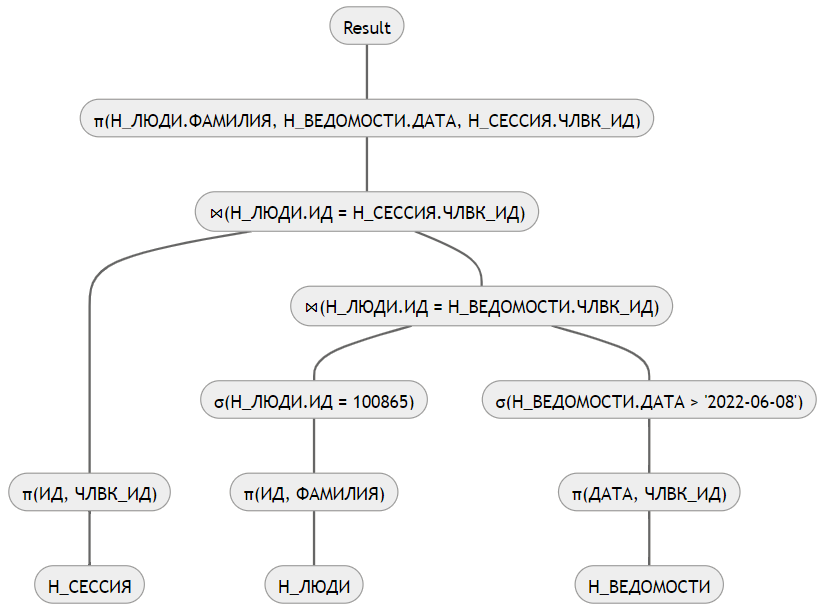 Result
π(Н_ЛЮДИ.ФАМИЛИЯ, Н_ВЕДОМОСТИ.ДАТА, Н_СЕССИЯ.ЧЛВК_ИД)
⋈(Н_ЛЮДИ.ИД = Н_СЕССИЯ.ЧЛВК_ИД)
⋈(Н_ЛЮДИ.ИД = Н_ВЕДОМОСТИ.ЧЛВК_ИД)
σ(Н_ЛЮДИ.ИД = 100865)
σ(Н_ВЕДОМОСТИ.ДАТА > '2022-06-08')
π(ИД, ЧЛВК_ИД)
π(ИД, ФАМИЛИЯ)
π(ДАТА, ЧЛВК_ИД)
Н_СЕССИЯ
Н_ЛЮДИ
Н_ВЕДОМОСТИ